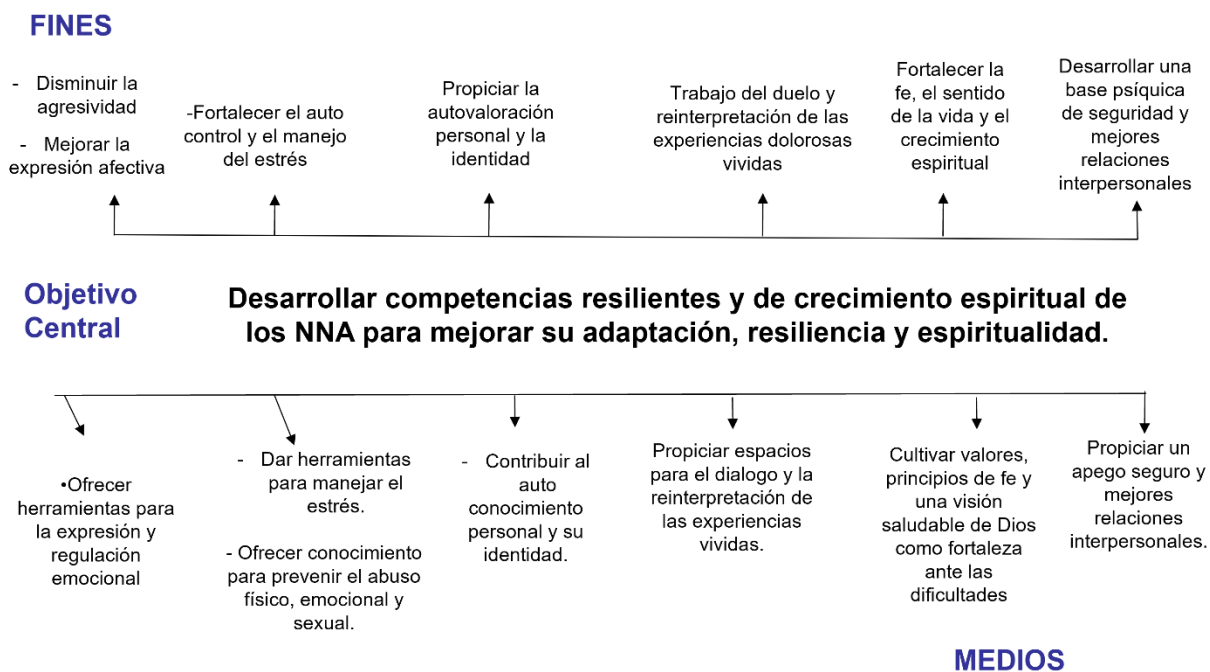 FINES
- Disminuir la
agresividad
- Mejorar la
expresión afectiva
-Fortalecer el auto
control y el manejo
del estrés
Propiciar la
autovaloración
personal y la
identidad
Trabajo del duelo y
reinterpretación de las
experiencias dolorosas
vividas
Fortalecer la
fe, el sentido
de la vida y el
crecimiento
espiritual
Desarrollar una
base psíquica
de seguridad y
mejores
relaciones
interpersonales
Objetivo
Central
Desarrollar competencias resilientes y de crecimiento espiritual de
los NNA para mejorar su adaptación, resiliencia y espiritualidad.
•Ofrecer
herramientas para
la expresión y
regulación
emocional
- Dar herramientas
para manejar el
estrés.
- Ofrecer conocimiento
para prevenir el abuso
físico, emocional y
sexual.
- Contribuir al
auto
conocimiento
personal y su
identidad.
Propiciar espacios
para el dialogo y la
reinterpretación de
las experiencias
vividas.
Cultivar valores,
principios de fe y
una visión
saludable de Dios
como fortaleza
ante las
dificultades
Propiciar un
apego seguro y
mejores
relaciones
interpersonales.
MEDIOS